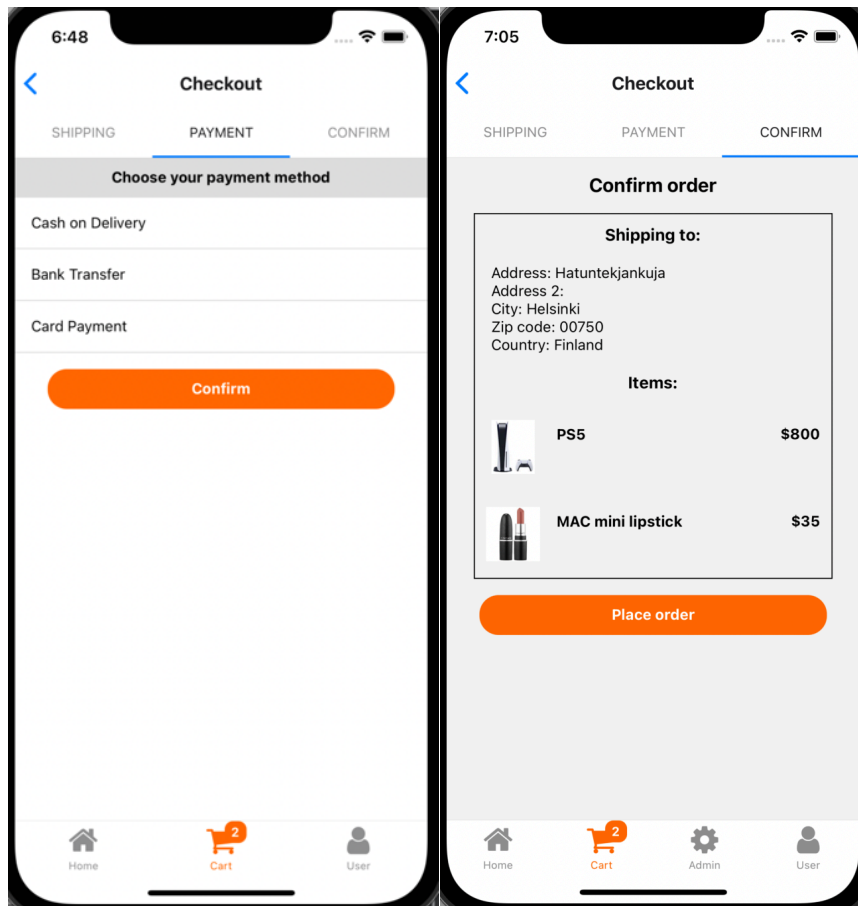 6:48
Checkout
SHIPPING PAYMENT CONFIRM
Choose your payment method
Cash on Delivery
Bank Transfer
Card Payment
Confirm
2
Home Cart User
7:05
Checkout
SHIPPING PAYMENT CONFIRM
Confirm order
Shipping to:
Address: Hatuntekjankuja
Address 2:
City: Helsinki
Zip code: 00750
Country: Finland
Items:
PS5 $800
MAC mini lipstick $35
Place order
2
Home Cart Admin User